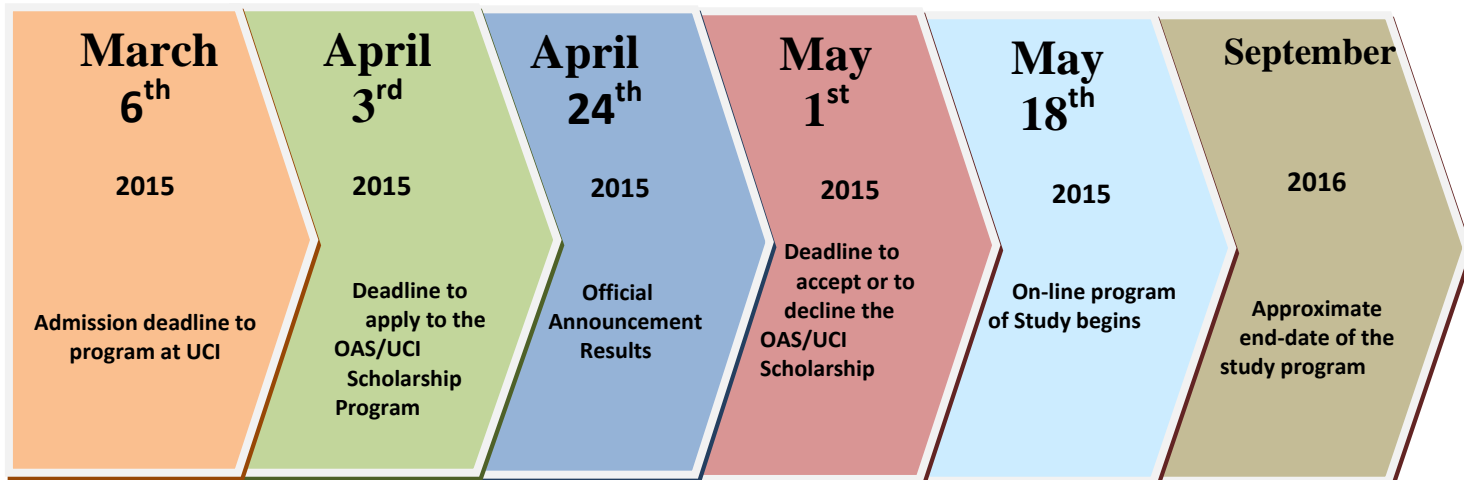 March
6th
2015
Admission deadline to
program at UCI
April
3rd
2015
Deadline to
apply to the
OAS/UCI
Scholarship
Program
April
24th
2015
Official
Announcement
Results
May
1st
2015
Deadline to
accept or to
decline the
OAS/UCI
Scholarship
May
18th
2015
On-line program
of Study begins
September
2016
Approximate
end-date of the
study program